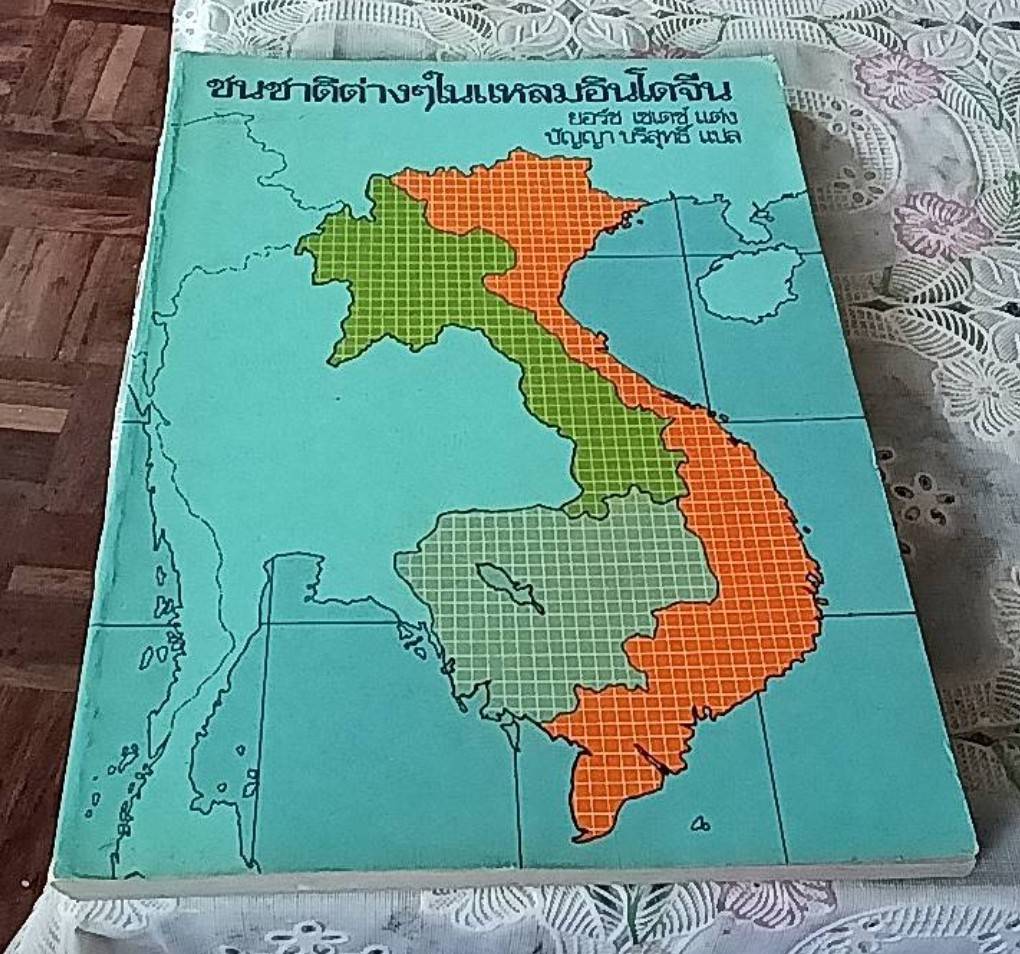 ชนชาติต่างๆในแหลมอินโดจีน
ยอร์ช เซเดซ์ แต่ง
ปัญญา บริสุทธิ์ แปล